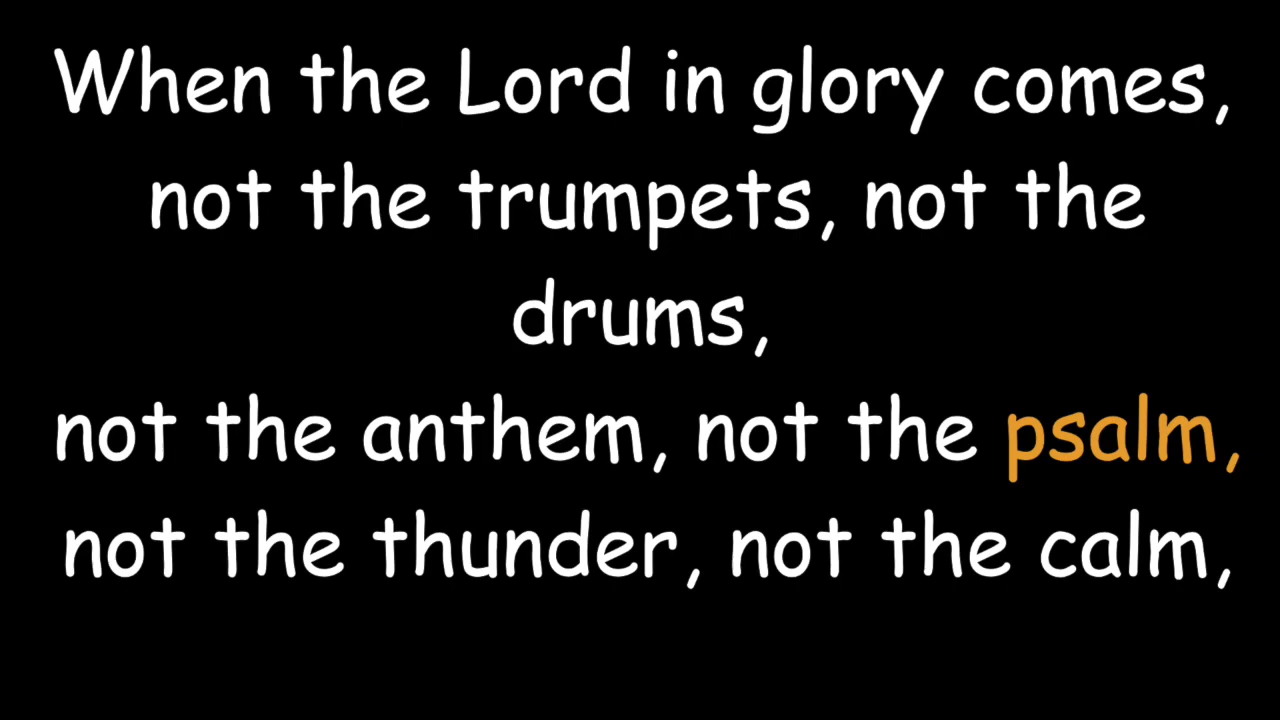 When the Lord in glory comes,
not the trumpets, not the
drums,
not the anthem, not the psalm,
not the thunder, not the calm,